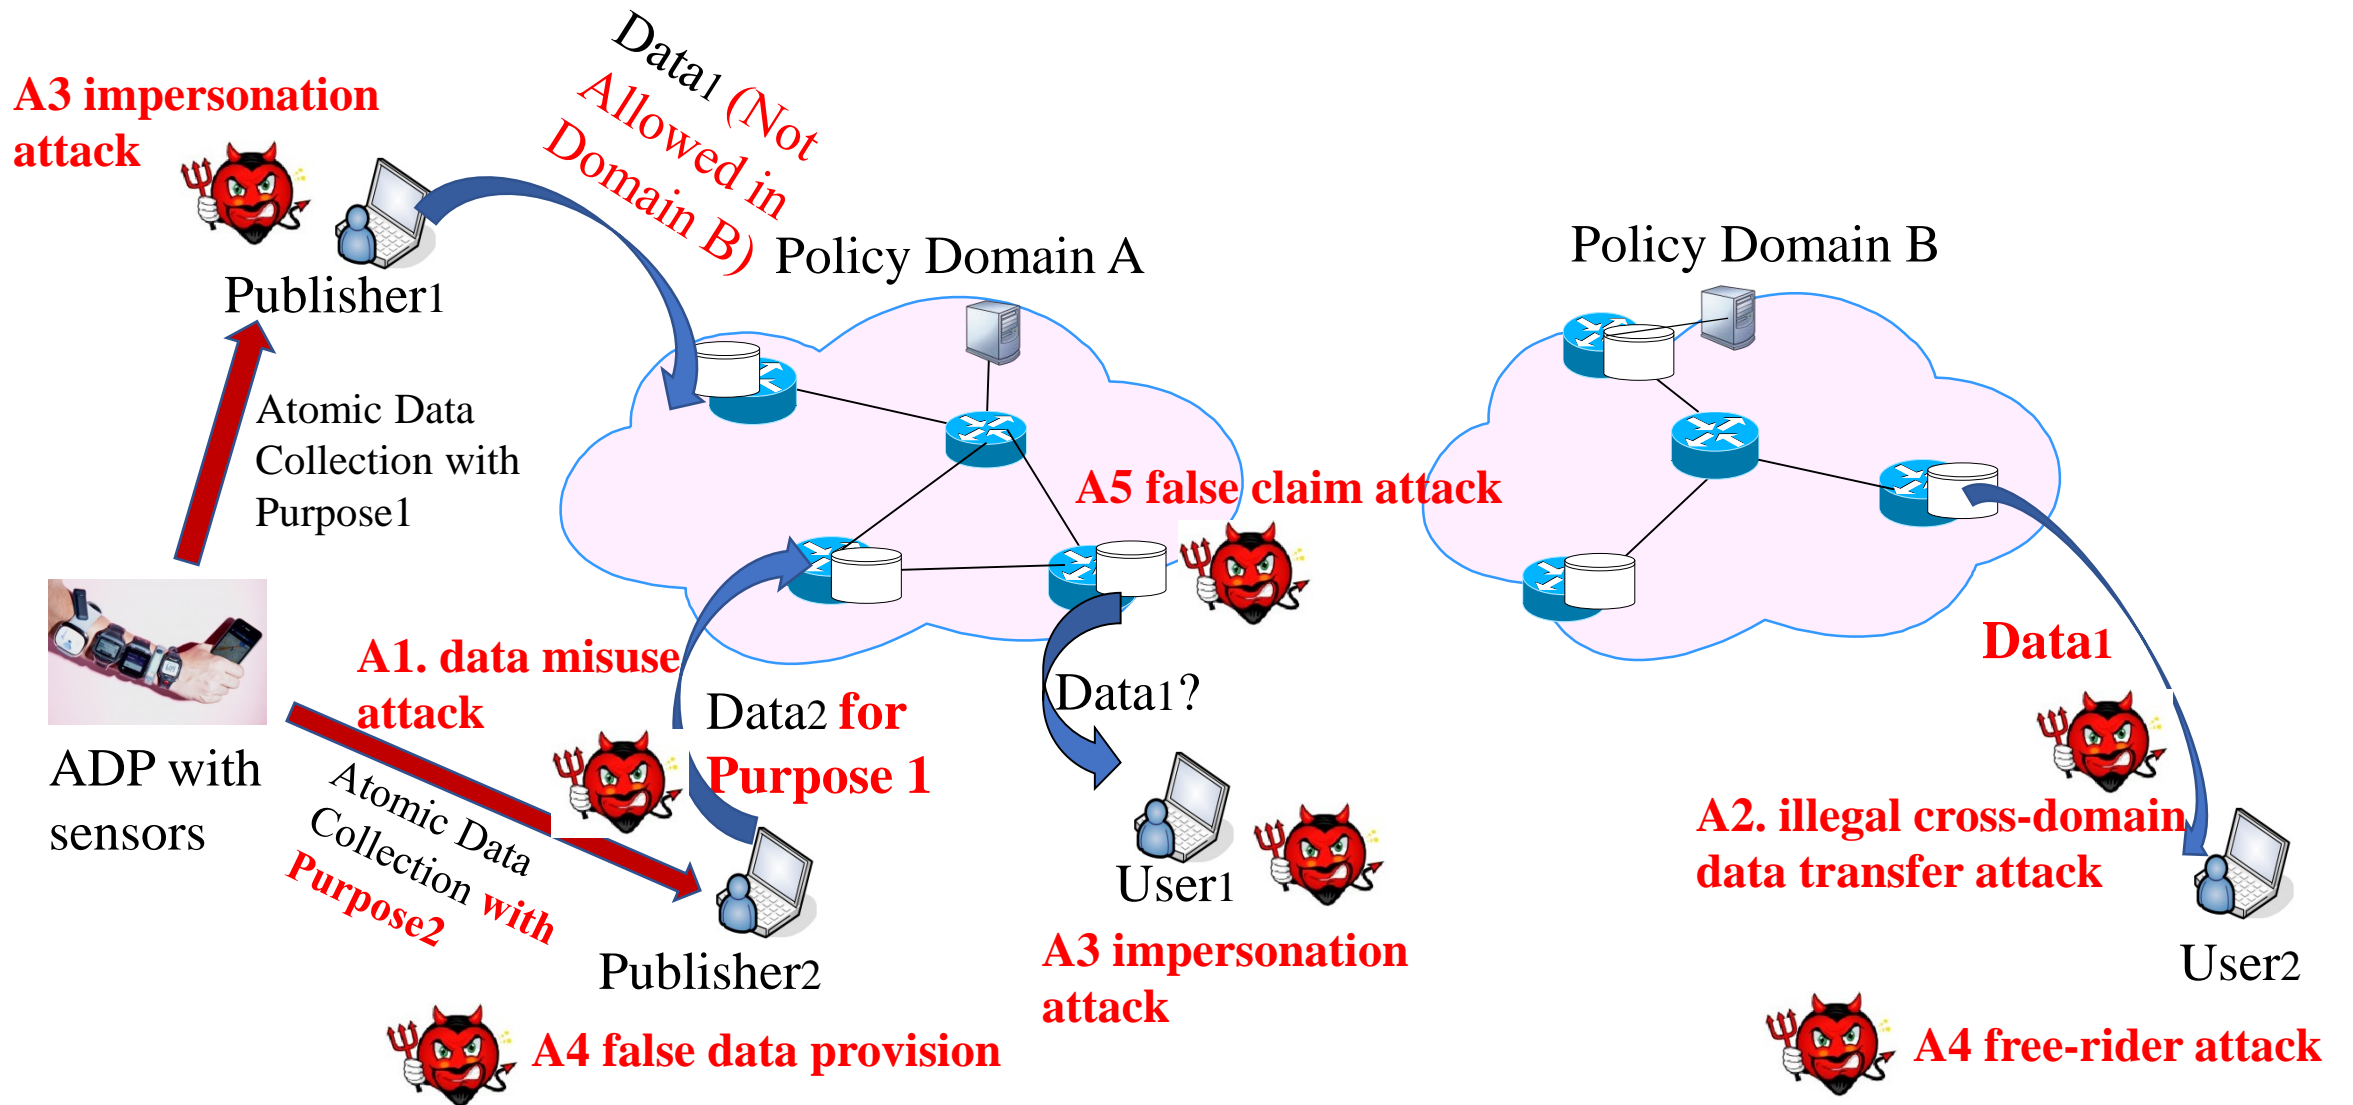 A3 impersonation
attack
Publisher1
Data1 (Not
Allowed in
Domain B)
Policy Domain A
Policy Domain B
Atomic Data
Collection with
Purpose1
A5 false claim attack
ADP with
sensors
A1. data misuse
attack
Data2 for
Purpose 1
Atomic Data
Collection with
Purpose2
Publisher2
A4 false data provision
Data1?
User1
A3 impersonation
attack
Data1
A2. illegal cross-domain
data transfer attack
User2
A4 free-rider attack